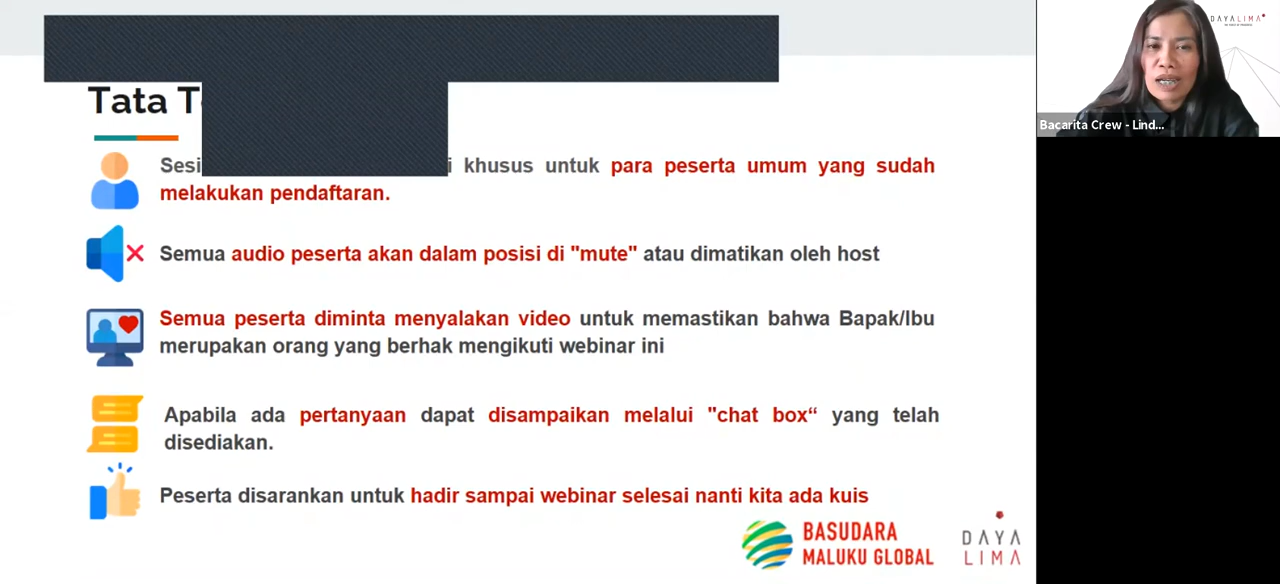 Tata T
Sesi i khusus untuk para peserta umum yang sudah
melakukan pendaftaran.
Semua audio peserta akan dalam posisi di "mute" atau dimatikan oleh host
Semua peserta diminta menyalakan video untuk memastikan bahwa Bapak/Ibu
merupakan orang yang berhak mengikuti webinar ini
Apabila ada pertanyaan dapat disampaikan melalui "chat box“ yang telah
disediakan.
Peserta disarankan untuk hadir sampai webinar selesai nanti kita ada kuis
BASUDARA
MALUKU GLOBAL
DAYA
LIMA
DAYALIMA
Bacarita Crew - Lind...